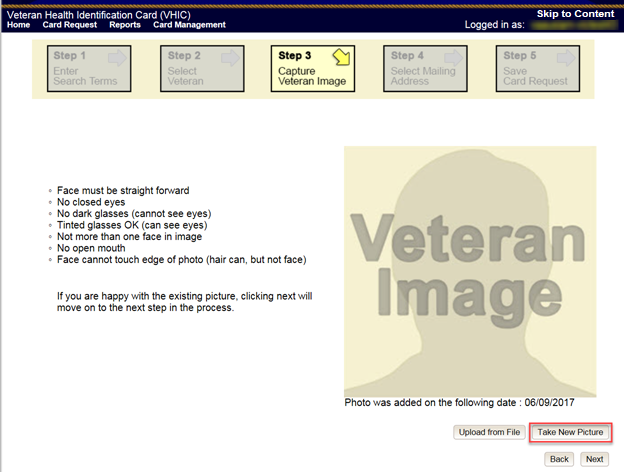 Veteran Health Identification Card (VHIC)
Skip to Content
Home Card Request Reports Card Management
Logged in as:
Step 1
Enter
Search Terms
Step 2
Select
Veteran
Step 3
Capture
Veteran Image
Step 4
Select Mailing
Address
Step 5
Save
Card Request
Face must be straight forward
No closed eyes
No dark glasses (cannot see eyes)
Tinted glasses OK (can see eyes)
Not more than one face in image
No open mouth
Face cannot touch edge of photo (hair can, but not face)
If you are happy with the existing picture, clicking next will
move on to the next step in the process.
Veteran
Image
Photo was added on the following date : 06/09/2017
Upload from File
Take New Picture
Back
Next